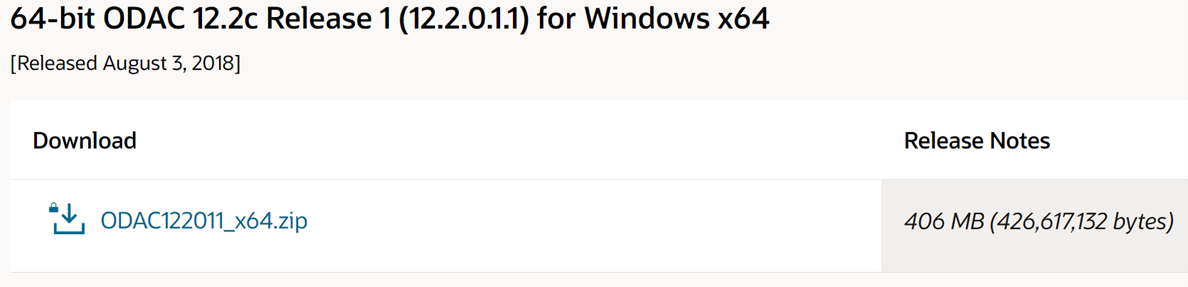 64-bit ODAC 12.2c Release 1 (12.2.0.1.1) for Windows x64
[Released August 3, 2018]
Download Release Notes
ODAC122011_x64.zip 406 MB (426,617,132 bytes)